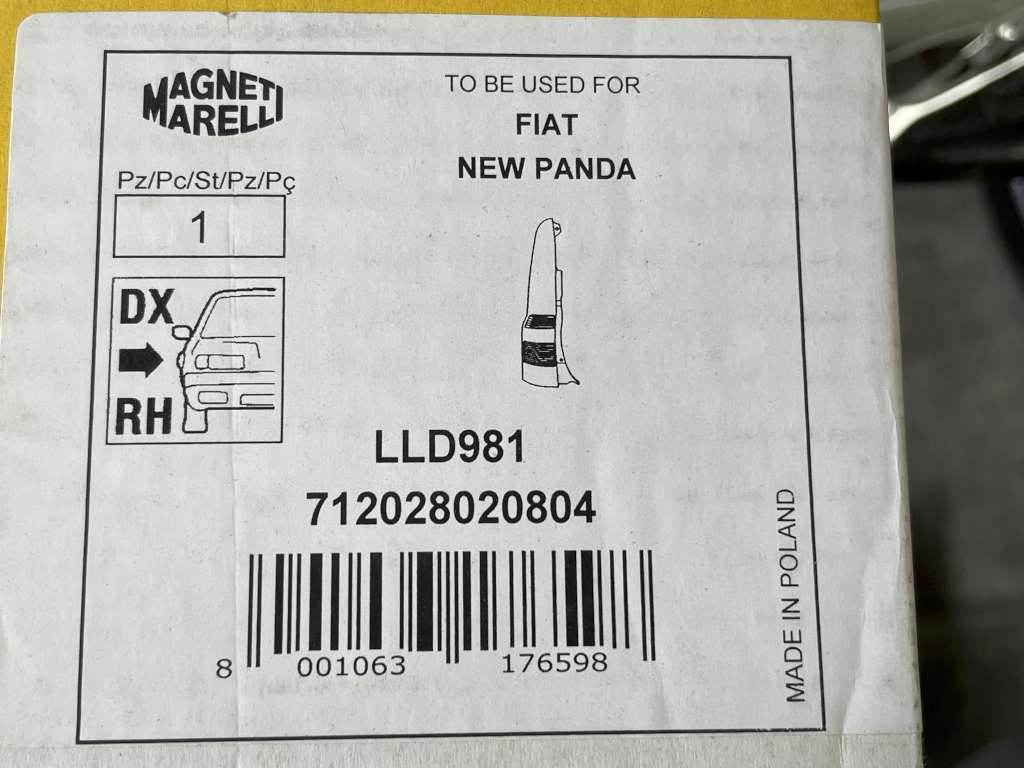 MAGNETI
MARELLI
TO BE USED FOR
FIAT
NEW PANDA
Pz/Pc/St/Pz/Pç
1
DX
RH
LLD981
712028020804
8 001063 176598
MADE IN POLAND